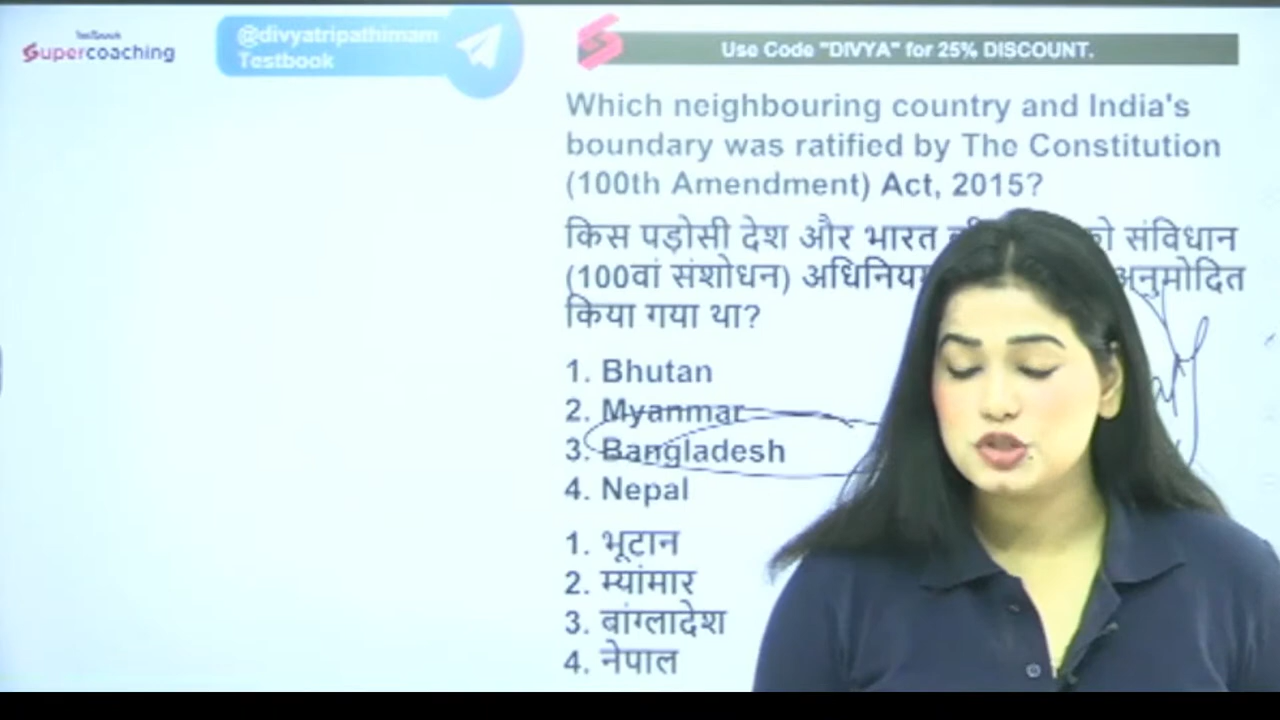 testbook
Supercoaching
@divyatripathimam
Testbook
Use Code "DIVYA" for 25% DISCOUNT.
Which neighbouring country and India's
boundary was ratified by The Constitution
(100th Amendment) Act, 2015?
किस पड़ोसी देश और भारत संविधान
(100वां संशोधन) अनुमोदित
किया गया था?
1. Bhutan
2. Myanmar
3. Bangladesh
4. Nepal
1. भूटान
2. म्यांमार
3. बांग्लादेश
4. नेपाल